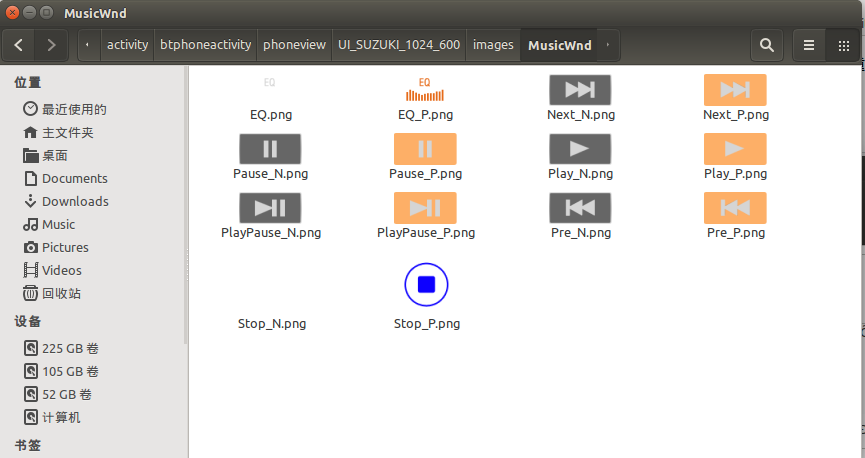 MusicWnd
activity btphoneactivity phoneview UI_SUZUKI_1024_600 images MusicWnd
位置
最近使用的
主文件夹
桌面
Documents
Downloads
Music
Pictures
Videos
回收站
设备
225 GB 卷
105 GB 卷
52 GB 卷
计算机
书签
EQ
EQ
EQ.png EQ_P.png Next_N.png Next_P.png
Pause_N.png Pause_P.png Play_N.png Play_P.png
PlayPause_N.png PlayPause_P.png Pre_N.png Pre_P.png
Stop_N.png Stop_P.png